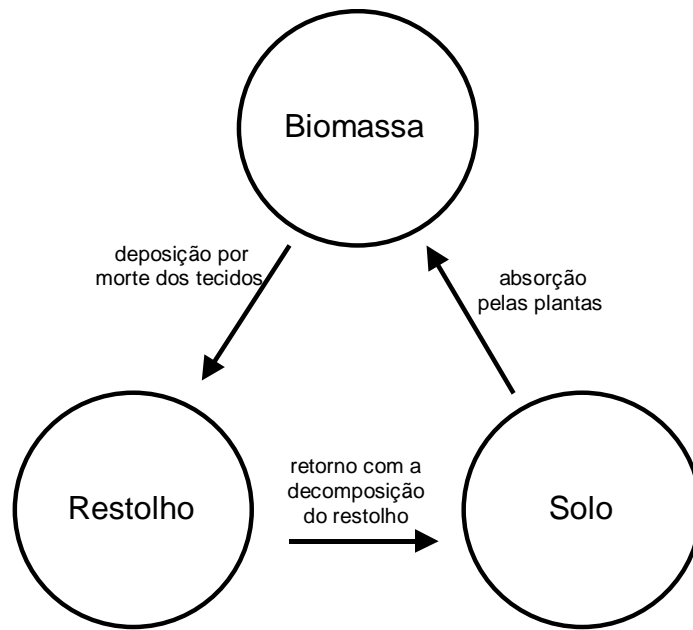 Biomassa
deposição por
morte dos tecidos
absorção
pelas plantas
retorno com a
decomposição
do restolho
Restolho
Solo